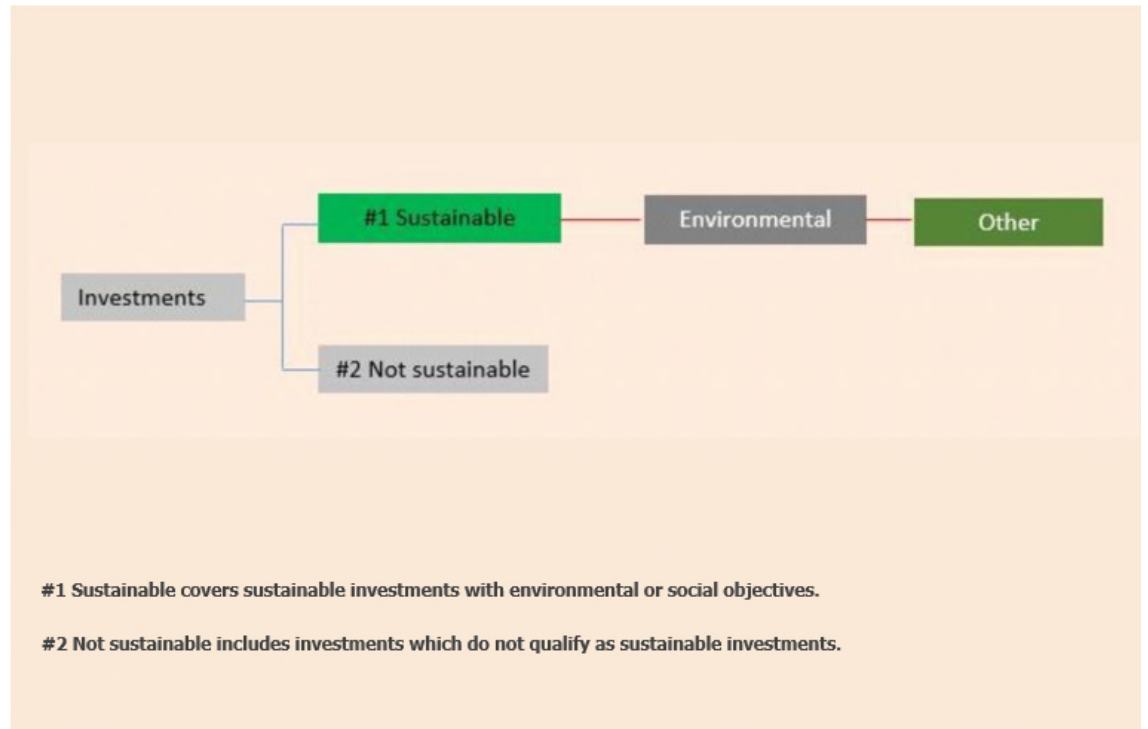 #1 Sustainable
Environmental
Other
Investments
#2 Not sustainable
#1 Sustainable covers sustainable investments with environmental or social objectives.
#2 Not sustainable includes investments which do not qualify as sustainable investments.